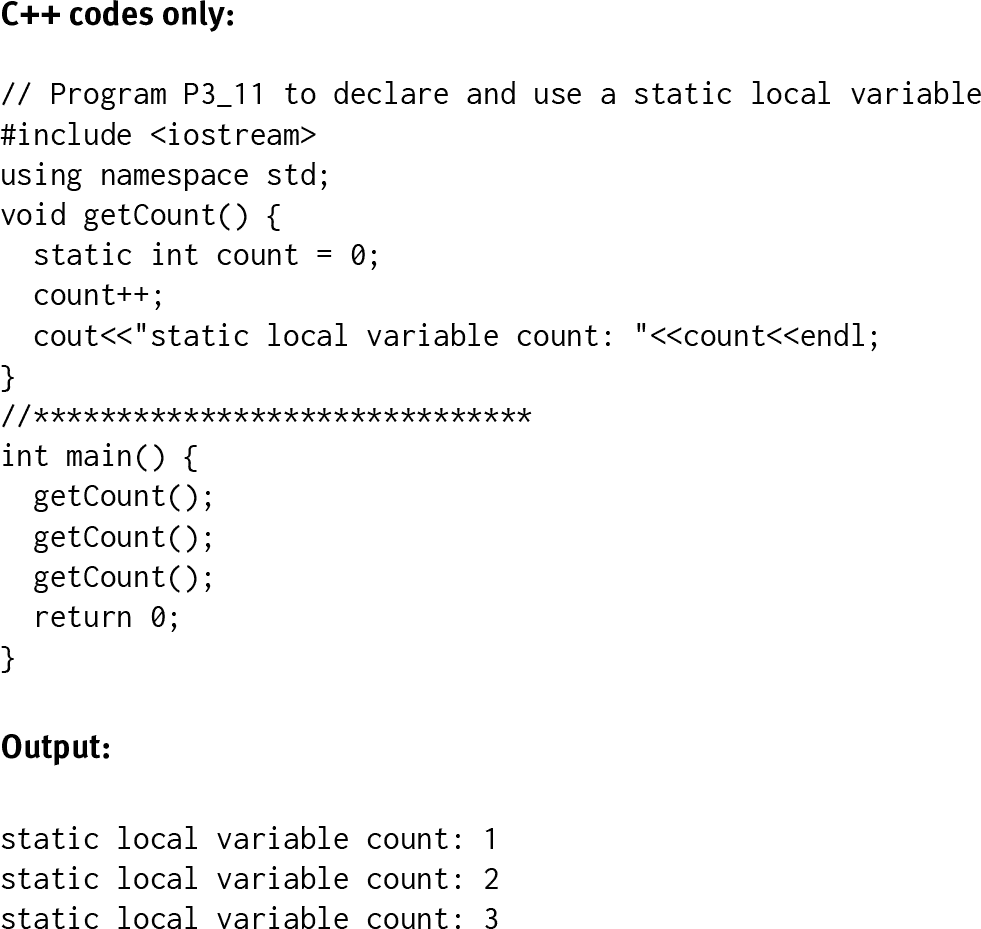 C++ codes only:
// Program P3_11 to declare and use a static local variable
#include <iostream>
using namespace std;
void getCount() {
  static int count = 0;
  count++;
  cout<<"static local variable count: "<<count<<endl;
}
//******************************
int main() {
  getCount();
  getCount();
  getCount();
  return 0;
}
Output:
static local variable count: 1
static local variable count: 2
static local variable count: 3